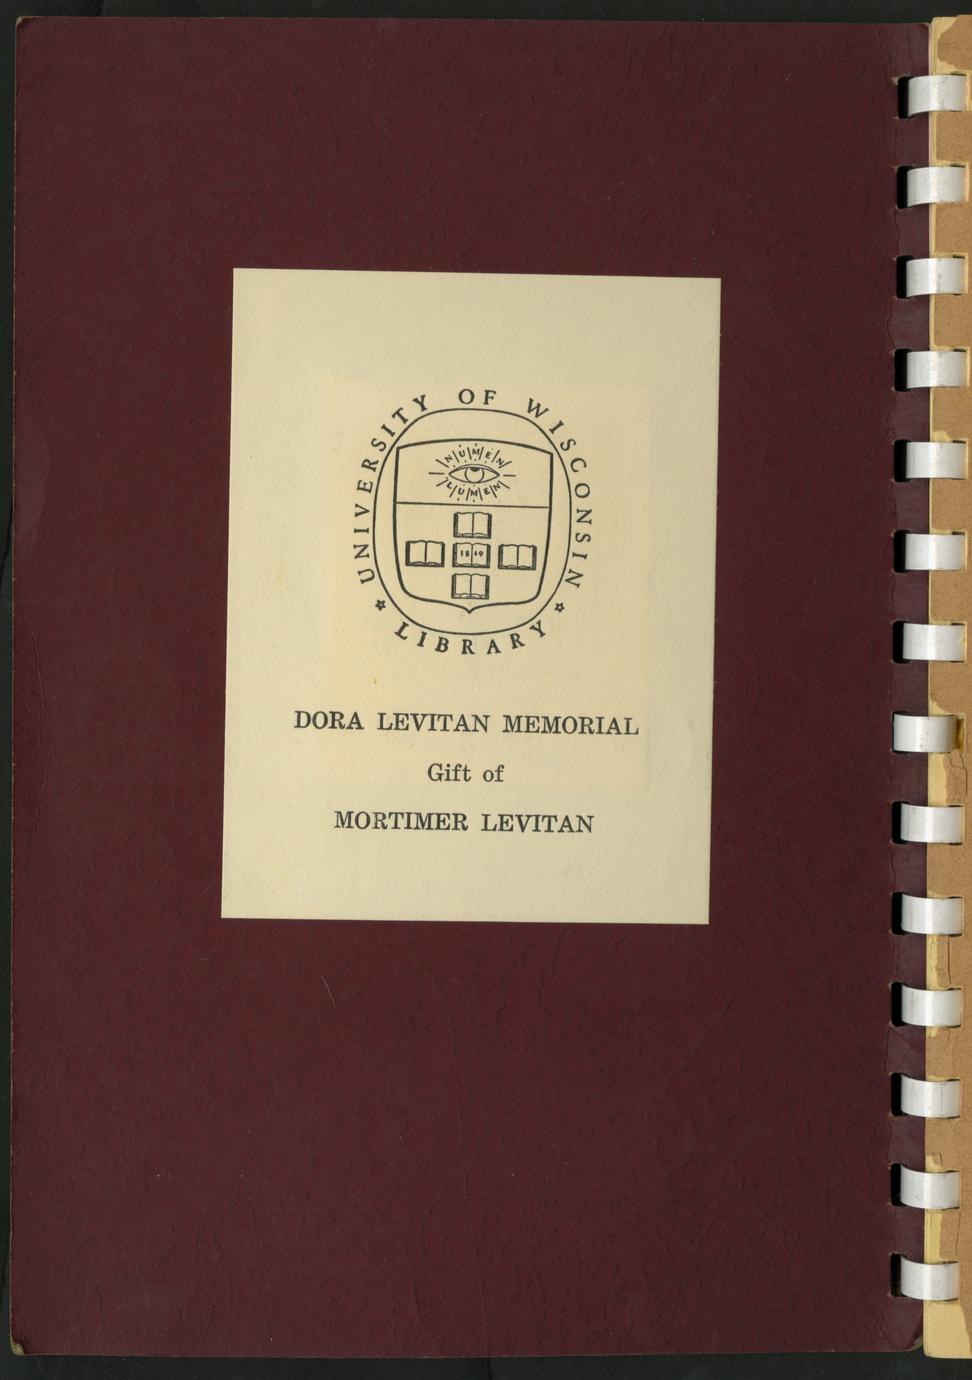 UNIVERSITY OF WISCONSIN
NUMEN
LUMEN
1849
LIBRARY
DORA LEVITAN MEMORIAL
Gift of
MORTIMER LEVITAN